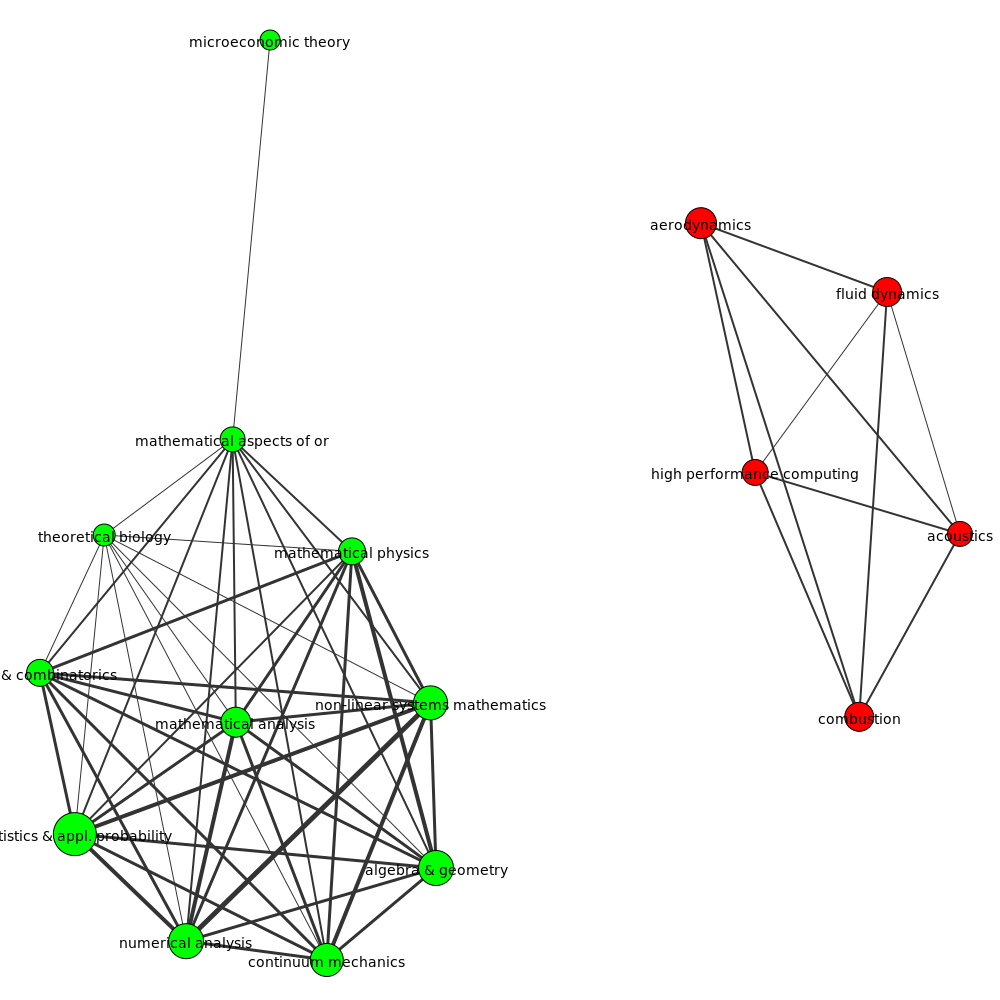 microeconomic theory
aerodynamics
fluid dynamics
mathematical aspects of or
high performance computing
theoretical biology
acoustics
mathematical physics
& combinatorics
non-linear systems mathematics
combustion
mathematical analysis
& appl. probability
algebra & geometry
numerical analysis
continuum mechanics